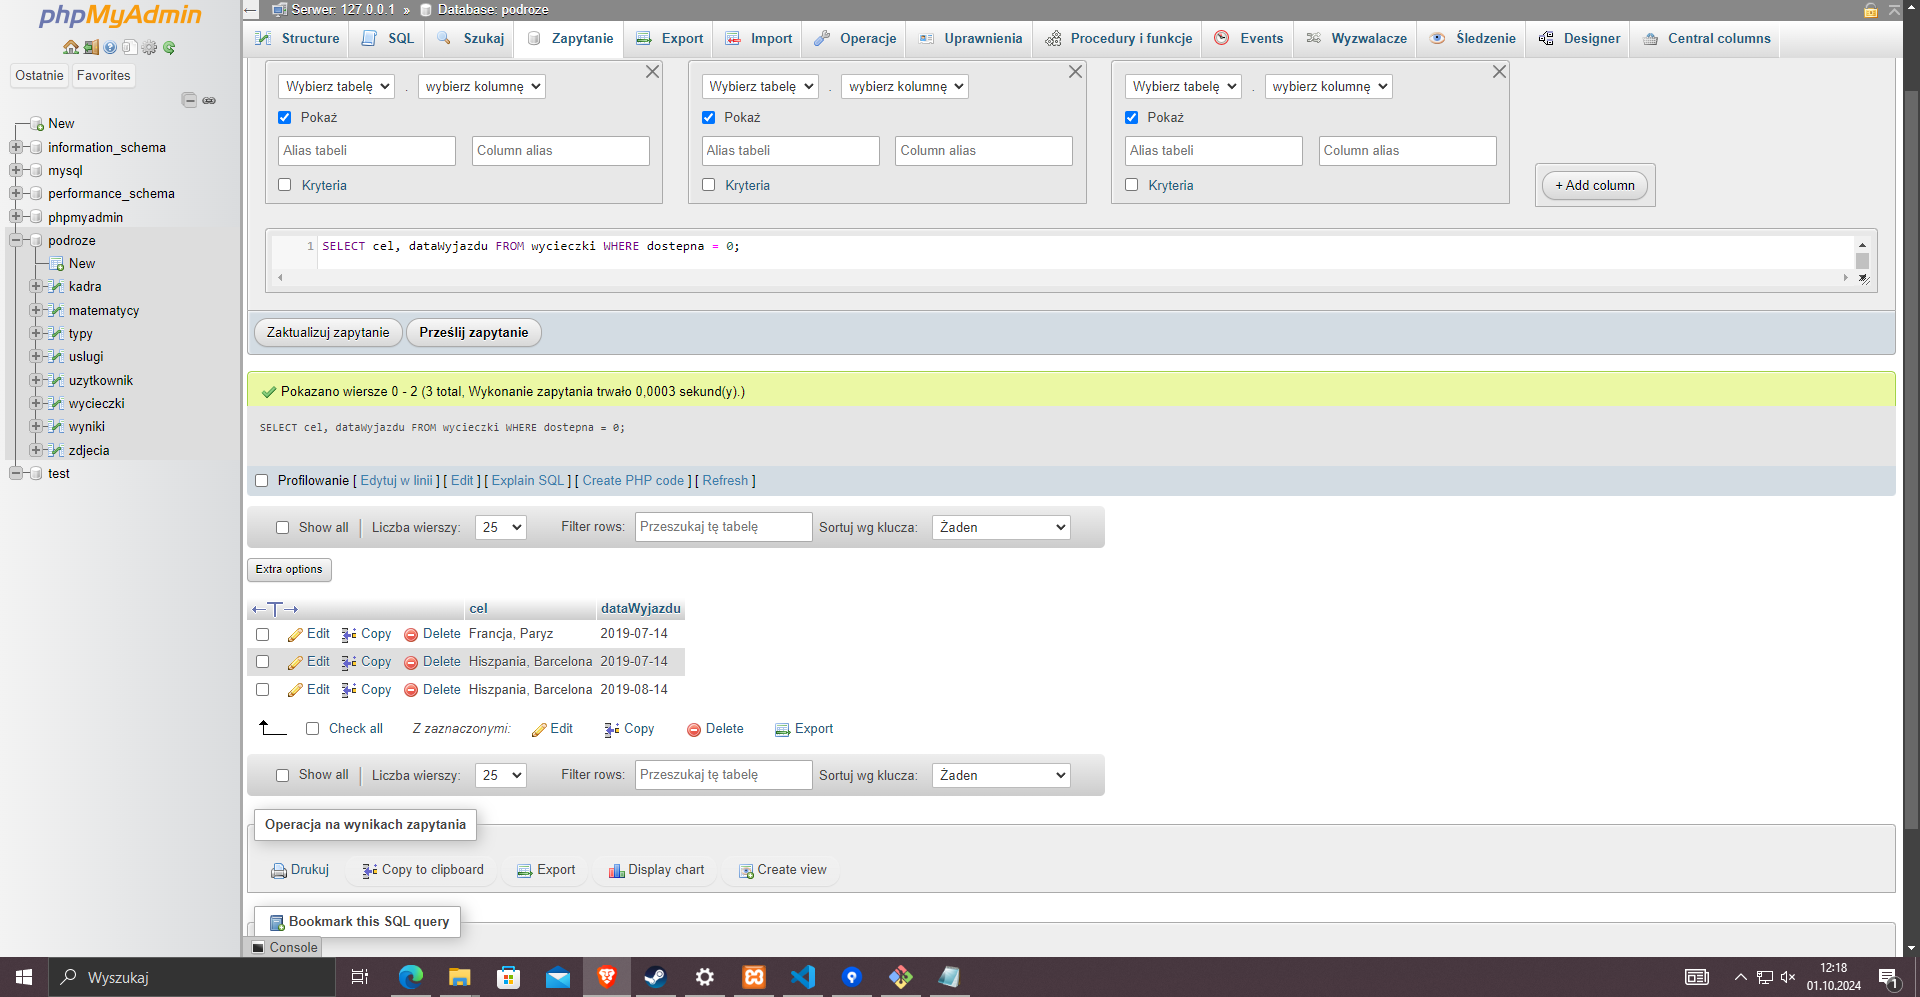 phpMyAdmin
Ostatnie Favorites
New
information_schema
mysql
performance_schema
phpmyadmin
podroze
New
kadra
matematycy
typy
uslugi
uzytkownik
wycieczki
wyniki
zdjecia
test
Serwer: 127.0.0.1 » Database: podroze
Structure SQL Szukaj Zapytanie Export Import Operacje Uprawnienia Procedury i funkcje Events Wyzwalacze Śledzenie Designer Central columns
Wybierz tabelę . wybierz kolumnę Wybierz tabelę . wybierz kolumnę Wybierz tabelę . wybierz kolumnę
Pokaż Pokaż Pokaż
Alias tabeli Column alias Alias tabeli Column alias Alias tabeli Column alias
Kryteria Kryteria Kryteria + Add column
1 SELECT cel, dataWyjazdu FROM wycieczki WHERE dostepna = 0;
Zaktualizuj zapytanie Prześlij zapytanie
Pokazano wiersze 0 - 2 (3 total, Wykonanie zapytania trwało 0,0003 sekund(y).)
SELECT cel, dataWyjazdu FROM wycieczki WHERE dostepna = 0;
Profilowanie [ Edytuj w linii ] [ Edit ] [ Explain SQL ] [ Create PHP code ] [ Refresh ]
Show all | Liczba wierszy: 25 Filter rows: Przeszukaj tę tabelę Sortuj wg klucza: Żaden
Extra options
←T→ cel dataWyjazdu
Edit Copy Delete Francja, Paryz 2019-07-14
Edit Copy Delete Hiszpania, Barcelona 2019-07-14
Edit Copy Delete Hiszpania, Barcelona 2019-08-14
Check all Z zaznaczonymi: Edit Copy Delete Export
Show all | Liczba wierszy: 25 Filter rows: Przeszukaj tę tabelę Sortuj wg klucza: Żaden
Operacja na wynikach zapytania
Drukuj Copy to clipboard Export Display chart Create view
Bookmark this SQL query
Console
Wyszukaj
12:18
01.10.2024
1